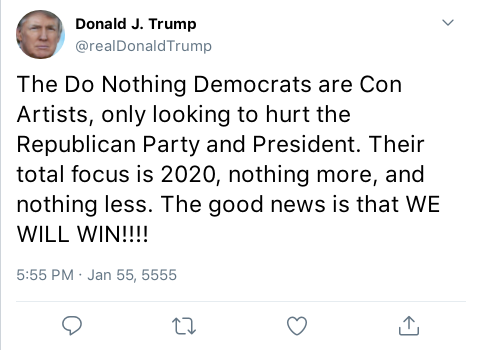 Donald J. Trump
@realDonaldTrump
The Do Nothing Democrats are Con
Artists, only looking to hurt the
Republican Party and President. Their
total focus is 2020, nothing more, and
nothing less. The good news is that WE
WILL WIN!!!!
5:55 PM · Jan 55, 5555